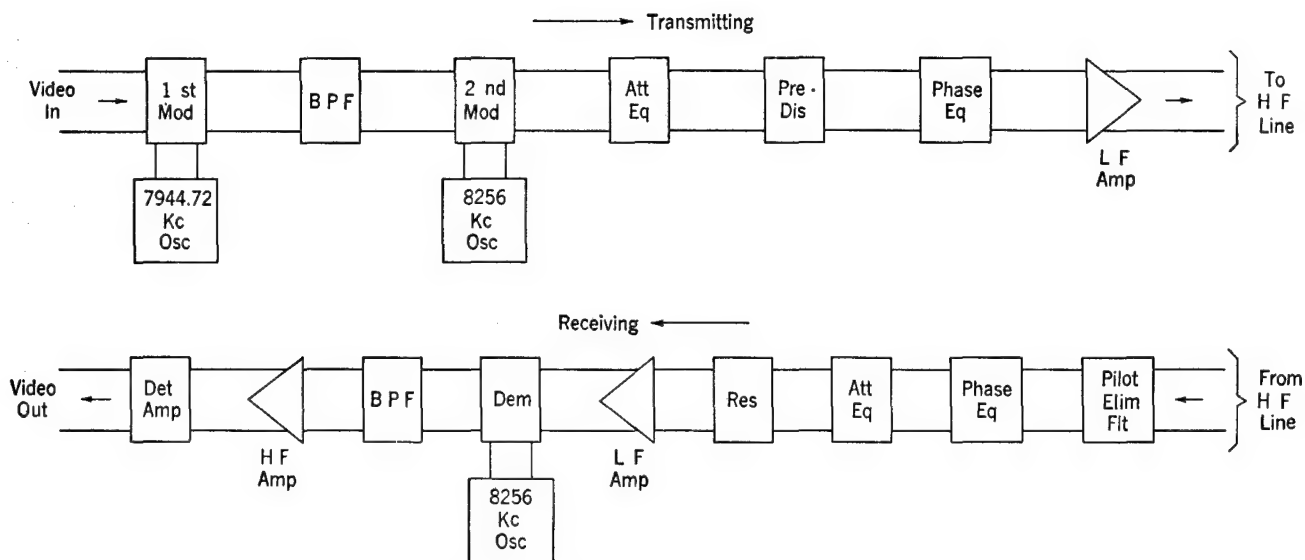 Transmitting
Video
In
1 st
Mod
B P F
2 nd
Mod
Att
Eq
Pre -
Dis
Phase
Eq
L F
Amp
To
H F
Line
7944.72
Kc
Osc
8256
Kc
Osc
Receiving
Video
Out
Det
Amp
H F
Amp
B P F
Dem
8256
Kc
Osc
L F
Amp
Res
Att
Eq
Phase
Eq
Pilot
Elim
Flt
From
H F
Line